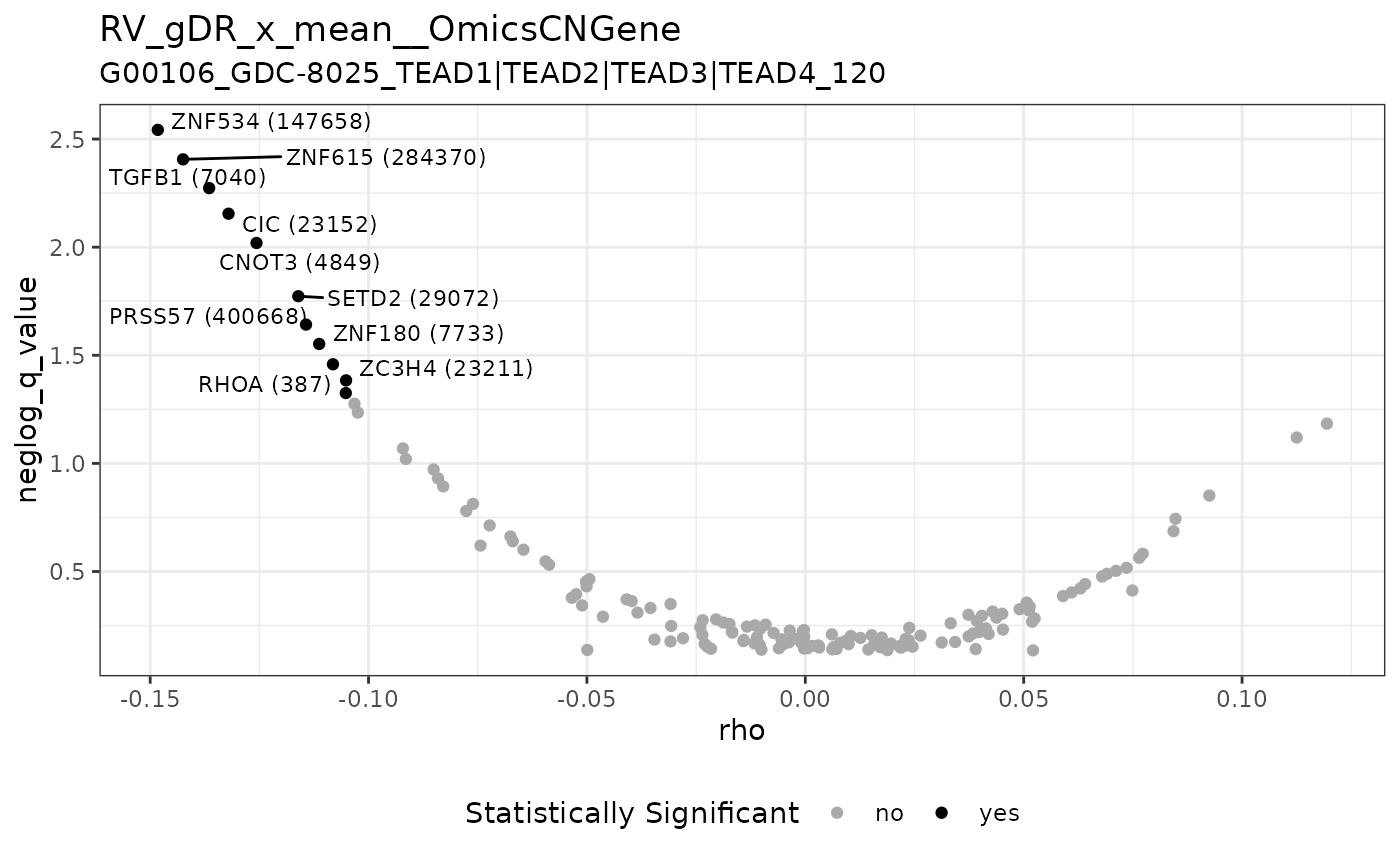 RV_gDR_x_mean__OmicsCNGene
G00106_GDC-8025_TEAD1|TEAD2|TEAD3|TEAD4_120
neglog_q_value
2.5
2.0
1.5
1.0
0.5
ZNF534 (147658)
ZNF615 (284370)
TGFB1 (7040)
CIC (23152)
CNOT3 (4849)
SETD2 (29072)
PRSS57 (400668)
ZNF180 (7733)
ZC3H4 (23211)
RHOA (387)
-0.15 -0.10 -0.05 0.00 0.05 0.10
rho
Statistically Significant no yes